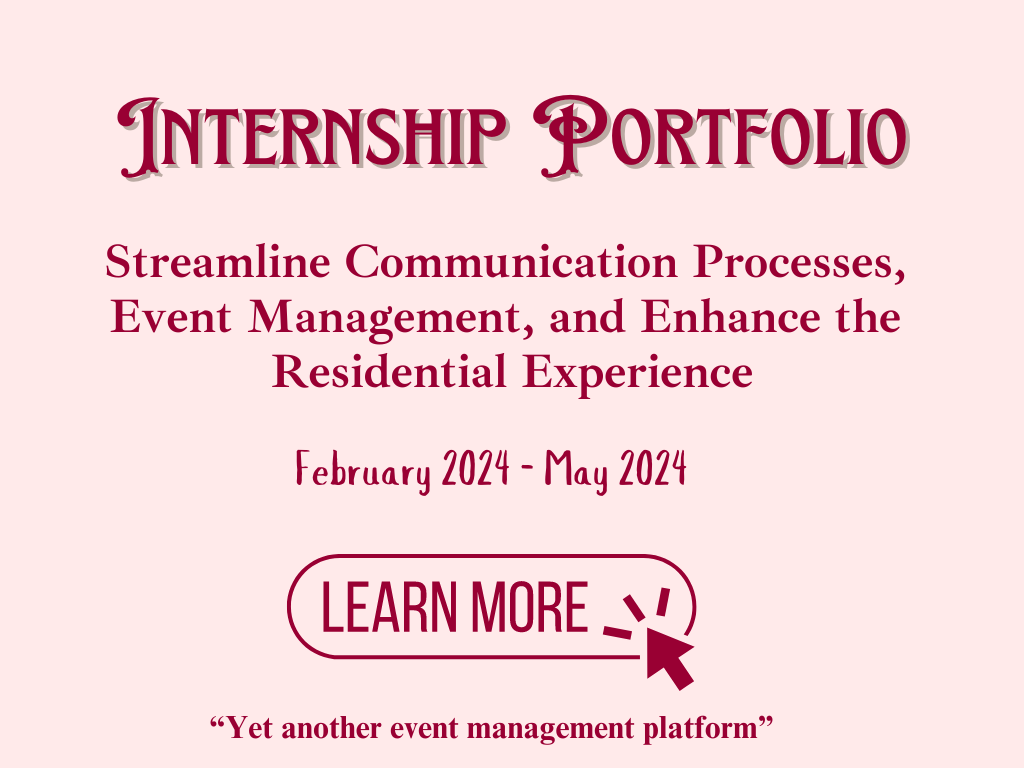 Internship Portfolio
Streamline Communication Processes,
Event Management, and Enhance the
Residential Experience
February 2024 - May 2024
LEARN MORE
“Yet another event management platform”